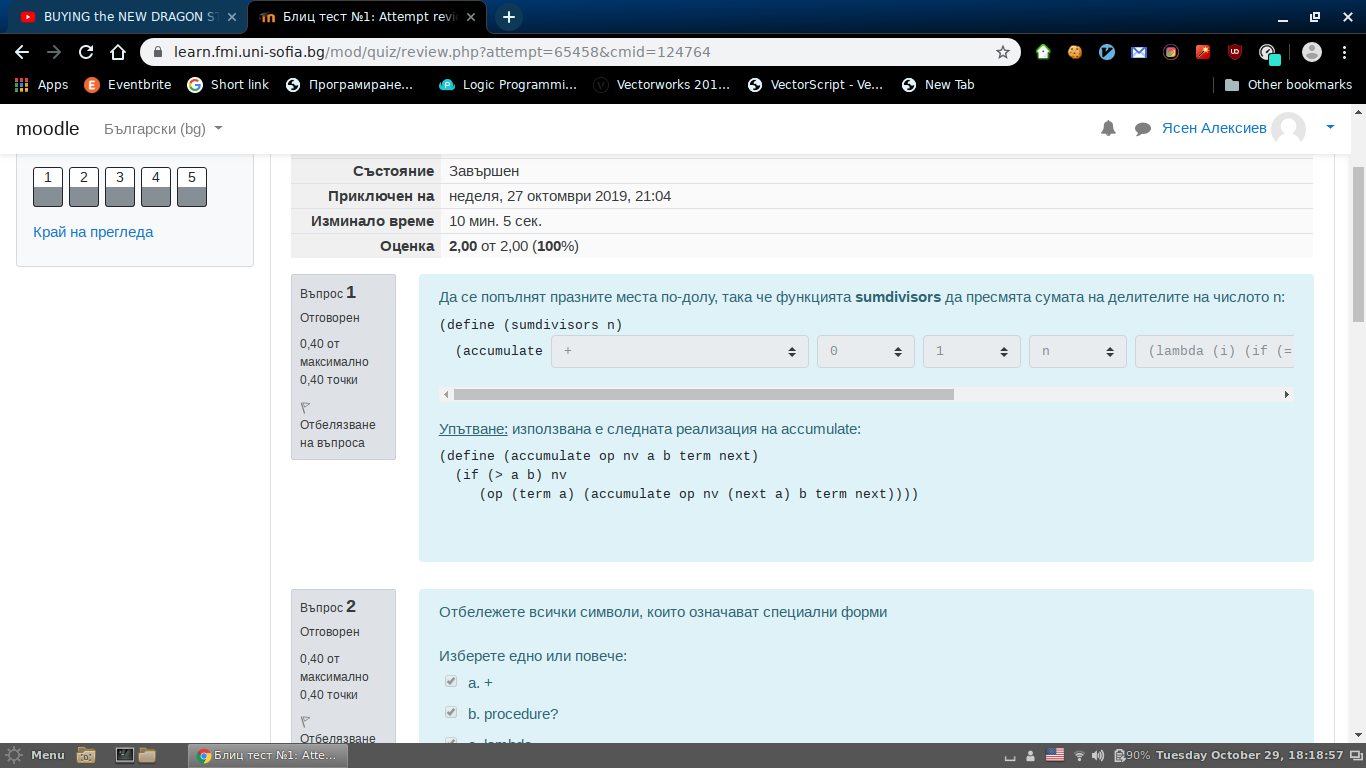 BUYING the NEW DRAGON ST
Блиц тест №1: Attempt revie
learn.fmi.uni-sofia.bg/mod/quiz/review.php?attempt=65458&cmid=124764
Apps
Eventbrite
Short link
Програмиране...
Logic Programmi...
Vectorworks 201...
VectorScript - Ve...
New Tab
Other bookmarks
moodle
Български (bg)
Ясен Алексиев
1 2 3 4 5
Край на прегледа
Състояние Завършен
Приключен на неделя, 27 октомври 2019, 21:04
Изминало време 10 мин. 5 сек.
Оценка 2,00 от 2,00 (100%)
Въпрос 1
Отговорен
0,40 от
максимално
0,40 точки
Отбелязване
на въпроса
Да се попълнят празните места по-долу, така че функцията sumdivisors да пресмята сумата на делителите на числото n:
(define (sumdivisors n)
(accumulate + 0 1 n (lambda (i) (if (=
Упътване: използвана е следната реализация на accumulate:
(define (accumulate op nv a b term next)
(if (> a b) nv
(op (term a) (accumulate op nv (next a) b term next))))
Въпрос 2
Отговорен
0,40 от
максимално
0,40 точки
Отбелязване
Отбележете всички символи, които означават специални форми
Изберете едно или повече:
a. +
b. procedure?
c. lambda
Menu
Блиц тест №1: Atte...
90% Tuesday October 29, 18:18:57